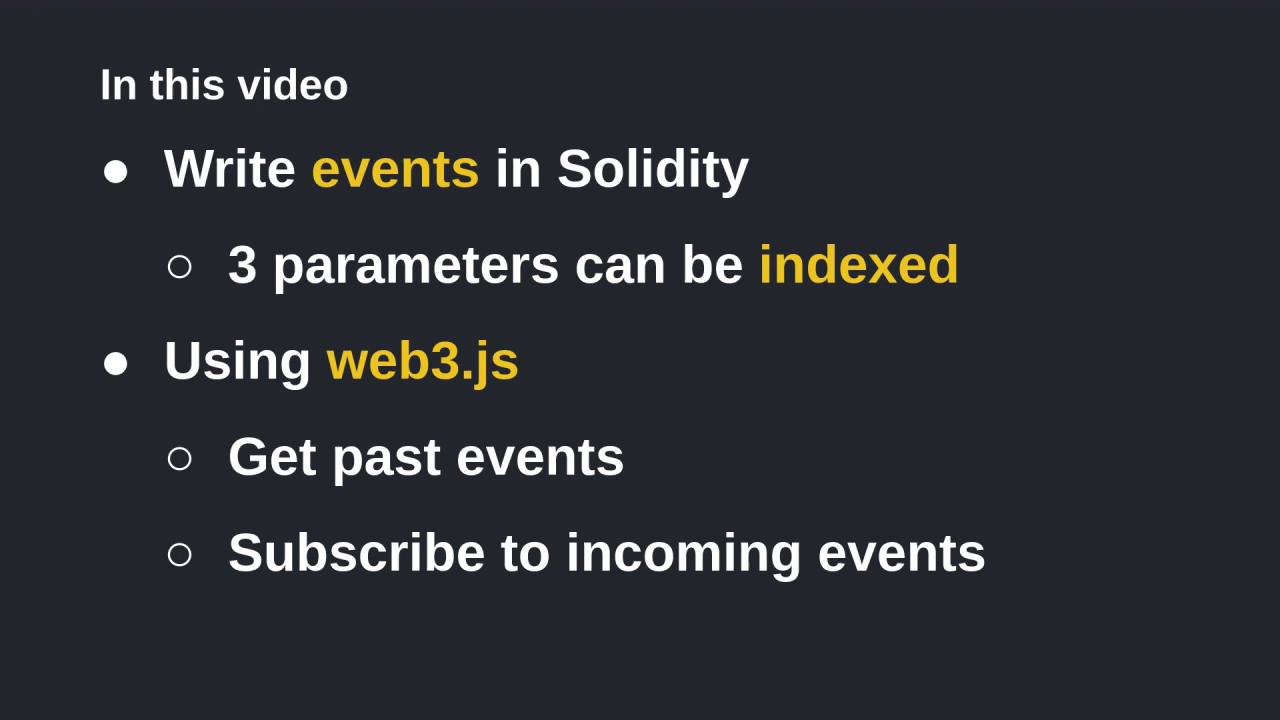 In this video
● Write events in Solidity
○ 3 parameters can be indexed
● Using web3.js
○ Get past events
○ Subscribe to incoming events